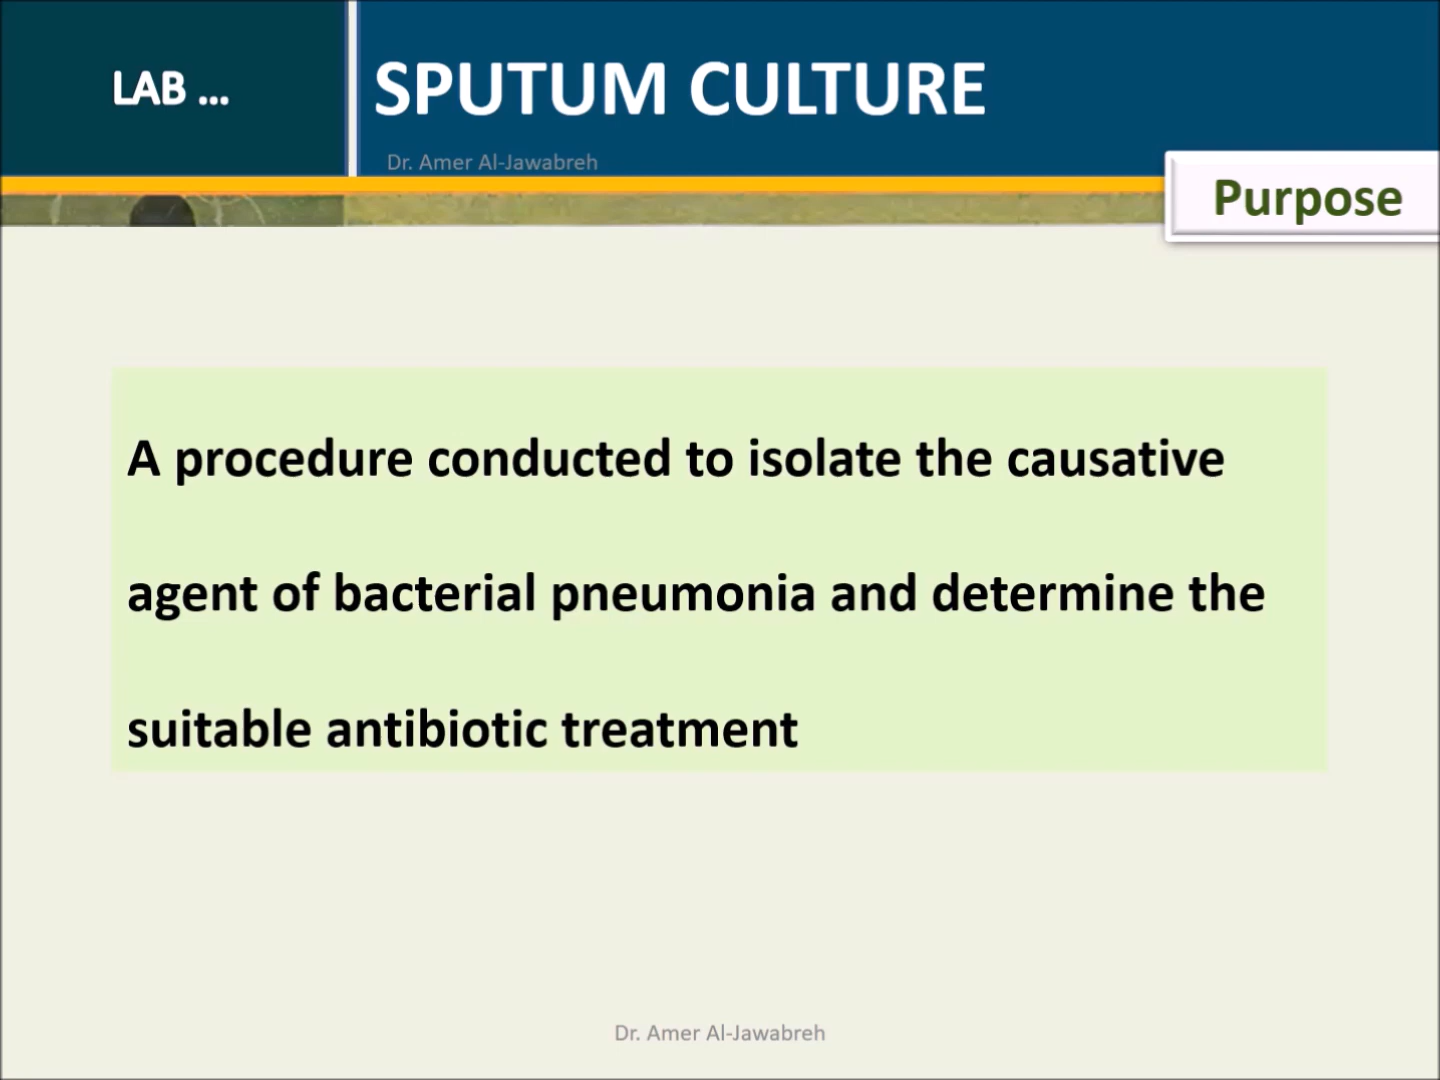 LAB ...
SPUTUM CULTURE
Dr. Amer Al-Jawabreh
Purpose
A procedure conducted to isolate the causative
agent of bacterial pneumonia and determine the
suitable antibiotic treatment
Dr. Amer Al-Jawabreh